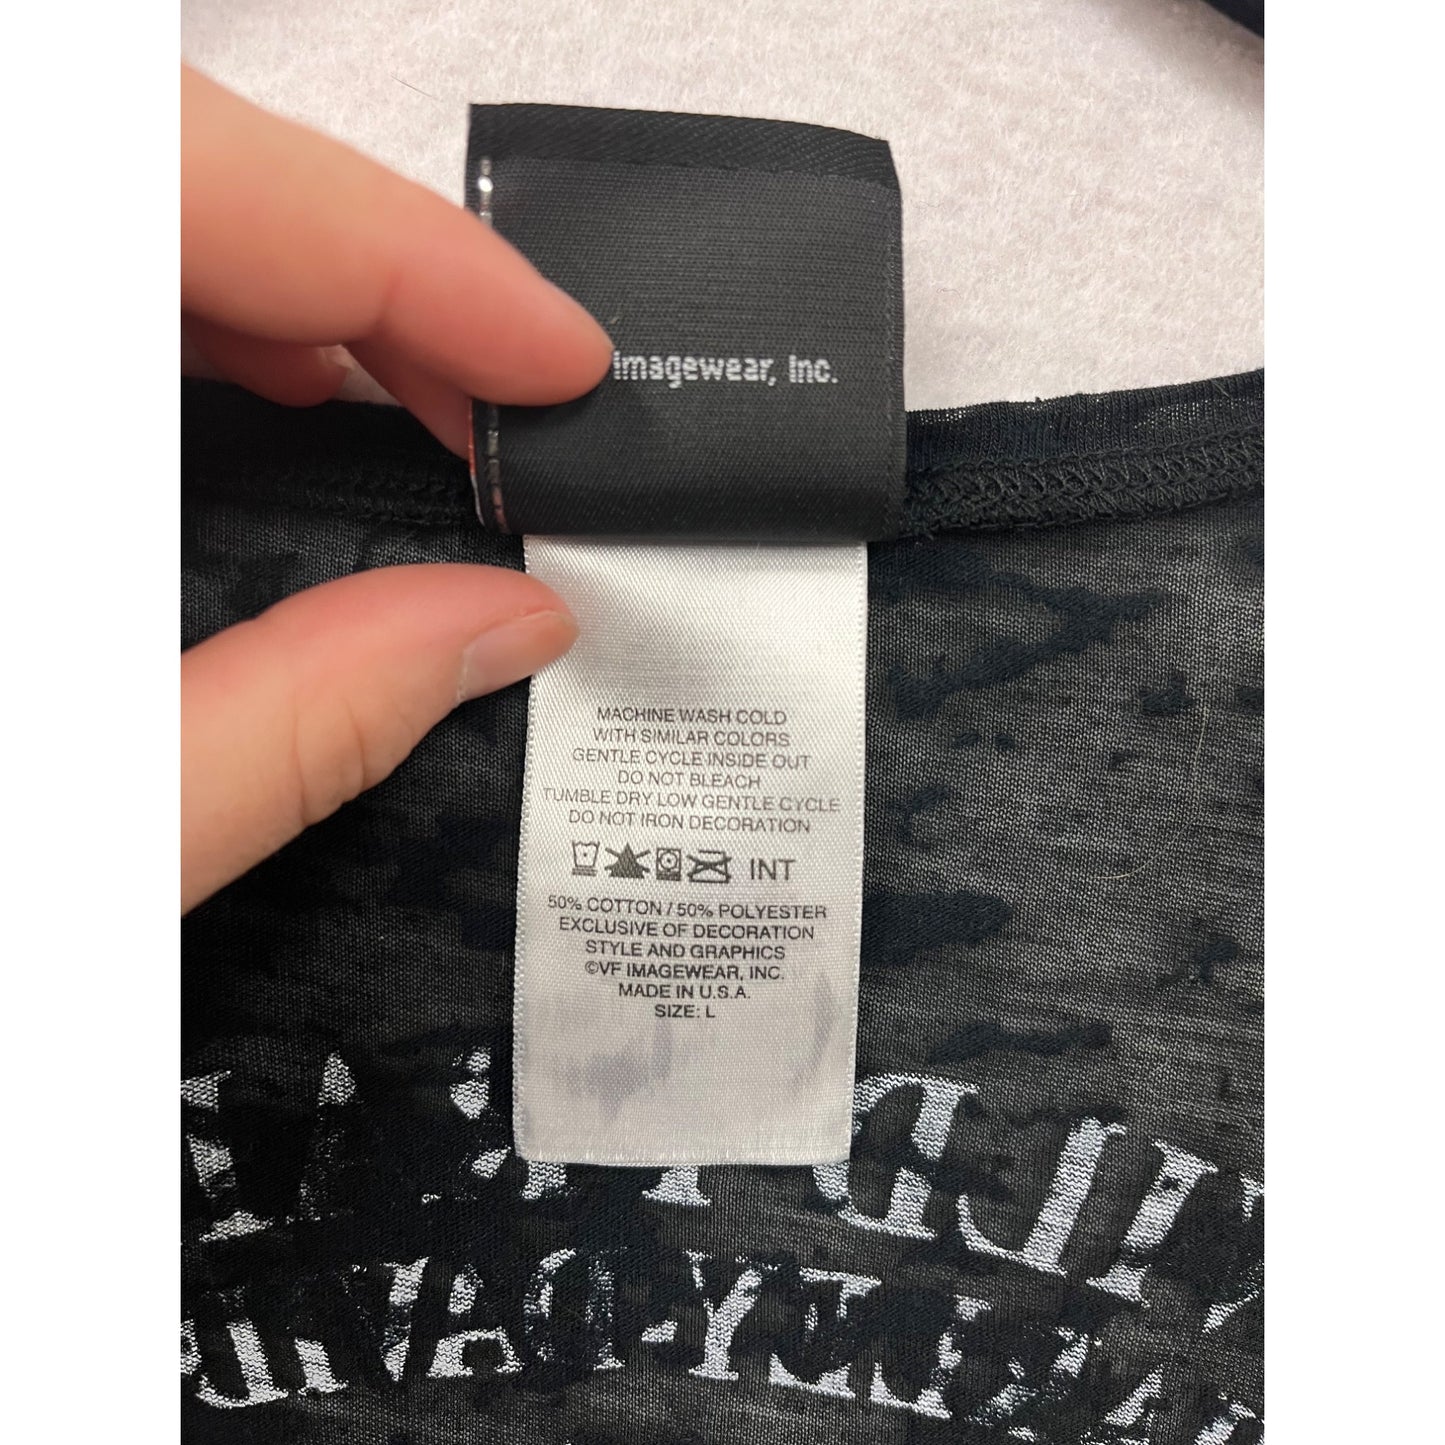 imagewear, inc.
MACHINE WASH COLD
WITH SIMILAR COLORS
GENTLE CYCLE INSIDE OUT
DO NOT BLEACH
TUMBLE DRY LOW GENTLE CYCLE
DO NOT IRON DECORATION
INT
50% COTTON / 50% POLYESTER
EXCLUSIVE OF DECORATION
STYLE AND GRAPHICS
©VF IMAGEWEAR, INC.
MADE IN U.S.A.
SIZE: L